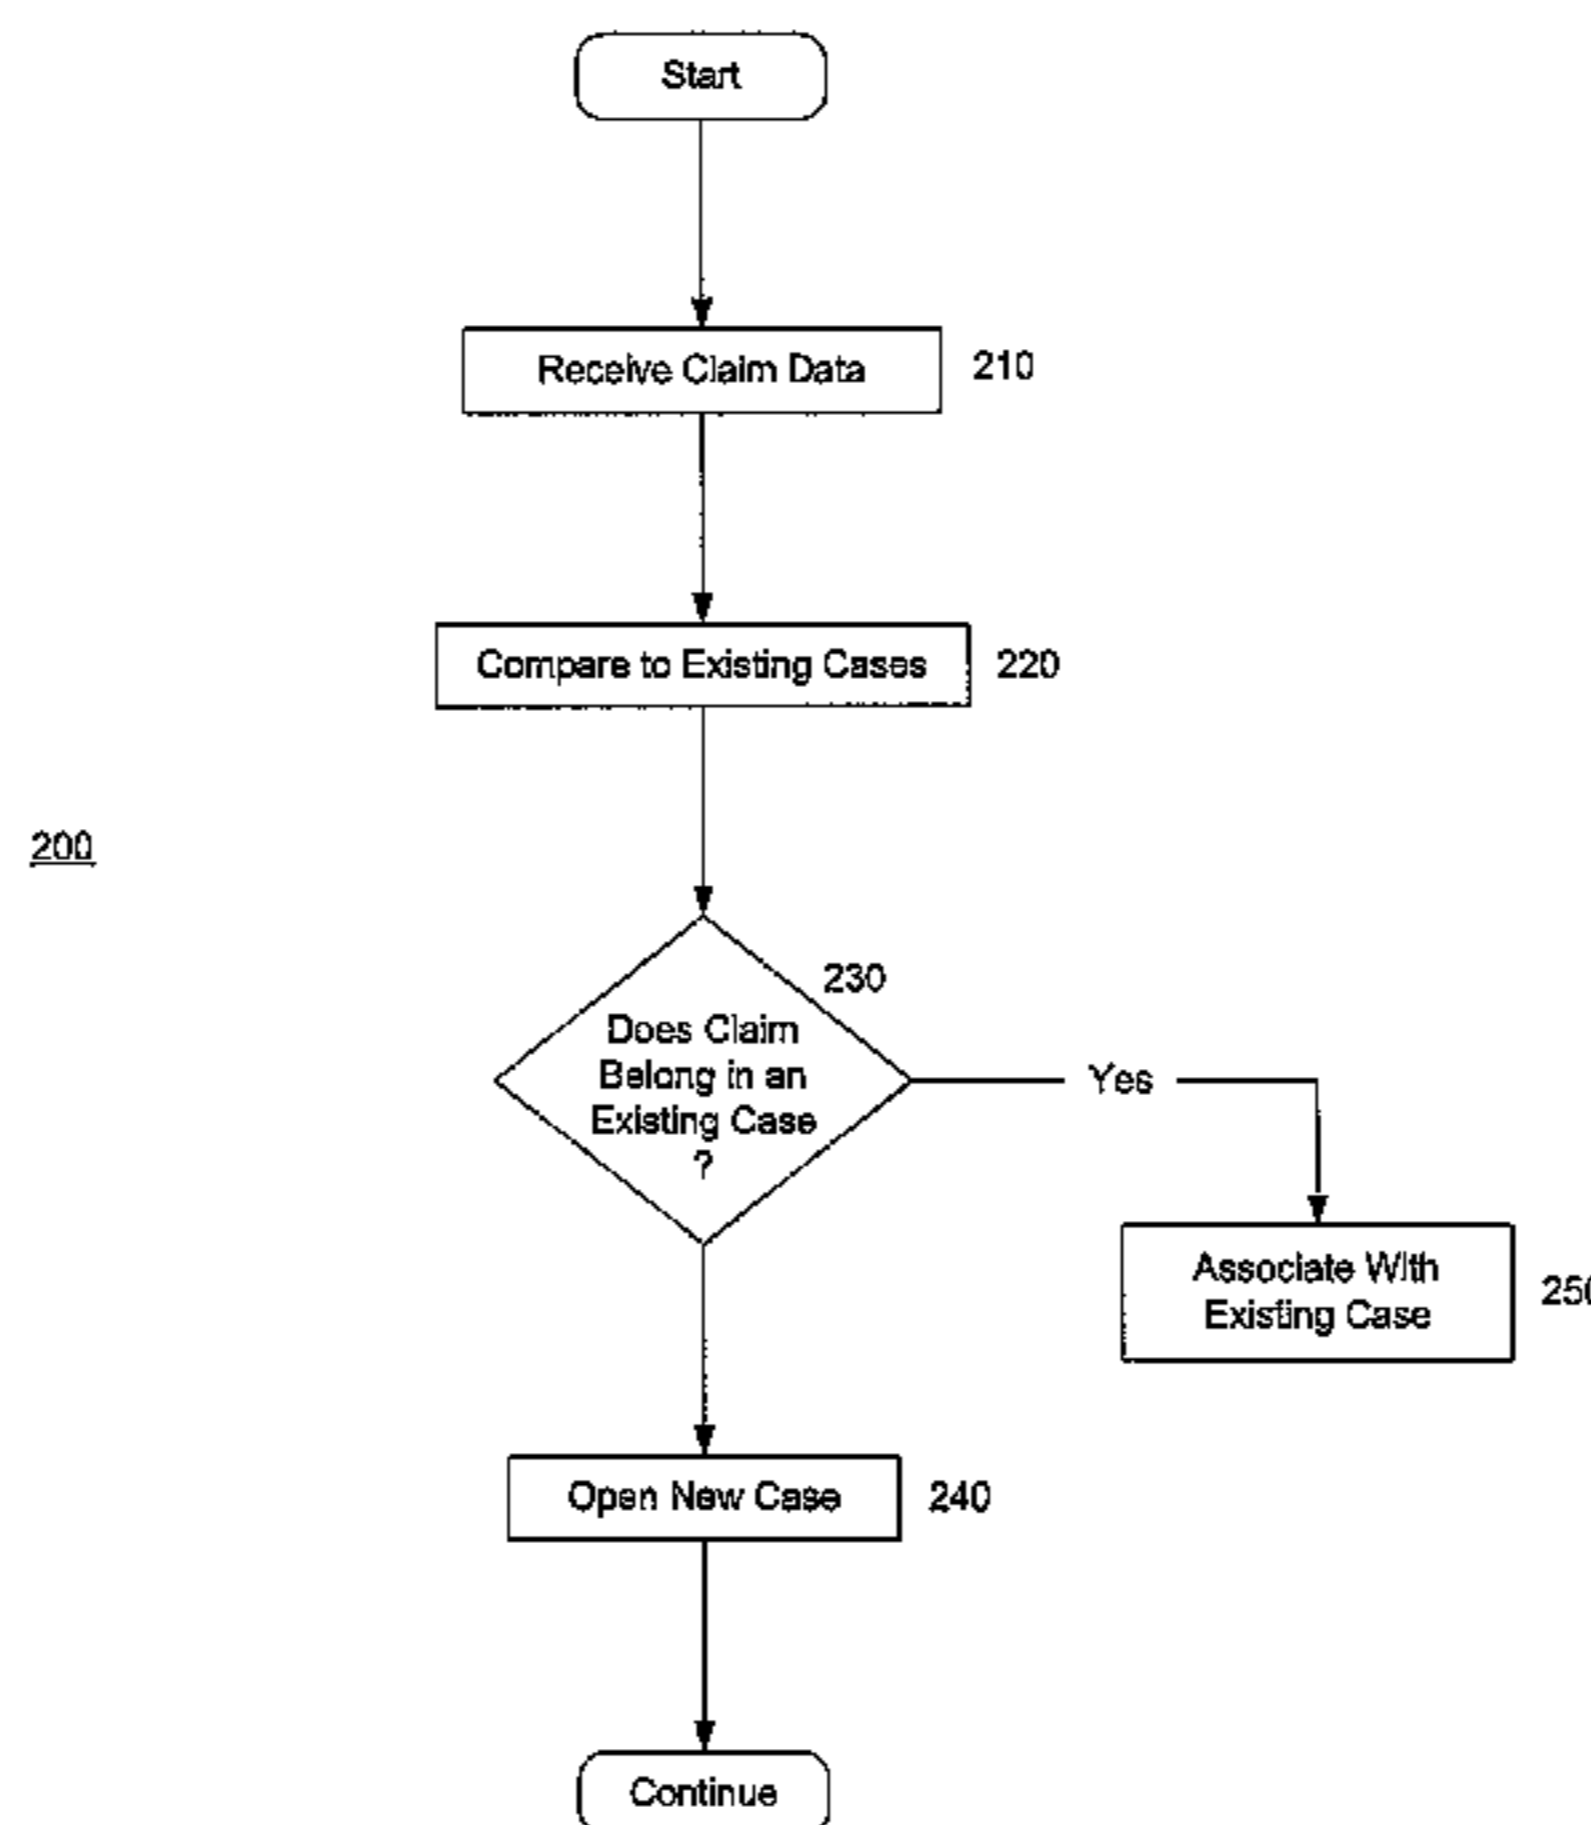 Start
Receive Claim Data
210
Compare to Existing Cases
220
200
230
Does Claim
Belong in an
Existing Case
?
Yes
Associate With
Existing Case
250
Open New Case
240
Continue